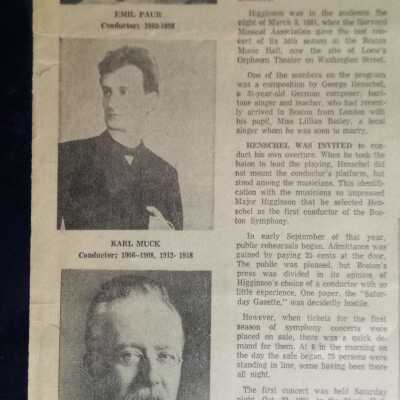 EMIL PAUR
Conductor: 1893-1898
KARL MUCK
Conductor: 1906-1908, 1912-1918
Higginson was in the audience the
night of March 3, 1881, when the Harvard
Musical Association gave the last con-
cert of its 16th season at the Boston
Music Hall, now the site of Loew's
Orpheum Theater on Washington Street.
One of the numbers on the program
was a composition by George Henschel,
a 31-year-old German composer, bari-
tone singer and teacher, who had recent-
ly arrived in Boston from London with
his pupil, Miss Lillian Bailey, a local
singer whom he was soon to marry.
HENSCHEL WAS INVITED to con-
duct his own overture. When he took the
baton to lead the playing, Henschel did
not mount the conductor's platform, but
stood among the musicians. This identifi-
cation with the musicians so impressed
Major Higginson that he selected Hen-
schel as the first conductor of the Bos-
ton Symphony.
In early September of that year,
public rehearsals began. Admittance was
gained by paying 25 cents at the door.
The public was pleased, but Boston's
press was divided in its opinion of
Higginson's choice of a conductor with so
little experience. One paper, the "Satur-
day Gazette," was decidedly hostile.
However, when tickets for the first
season of symphony concerts were
placed on sale, there was a quick de-
mand for them. At 6 in the morning on
the day the sale began, 75 persons were
standing in line, some having been there
all night.
The first concert was held Saturday